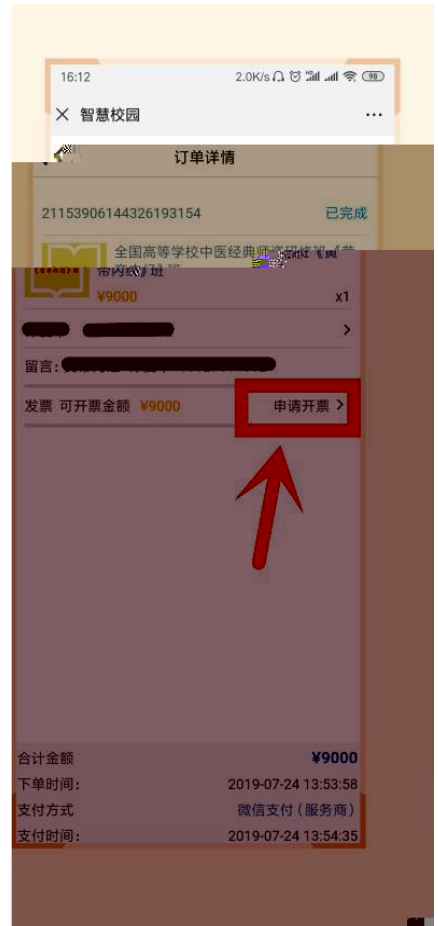 16:12 2.0K/s 98
智慧校园
订单详情
21153906144326193154 已完成
全国高等学校中医经典师资研修班《黄
帝内经》班
¥9000 x1
留言:
发票 可开票金额 ¥9000 申请开票
合计金额 ¥9000
下单时间: 2019-07-24 13:53:58
支付方式 微信支付(服务商)
支付时间: 2019-07-24 13:54:35